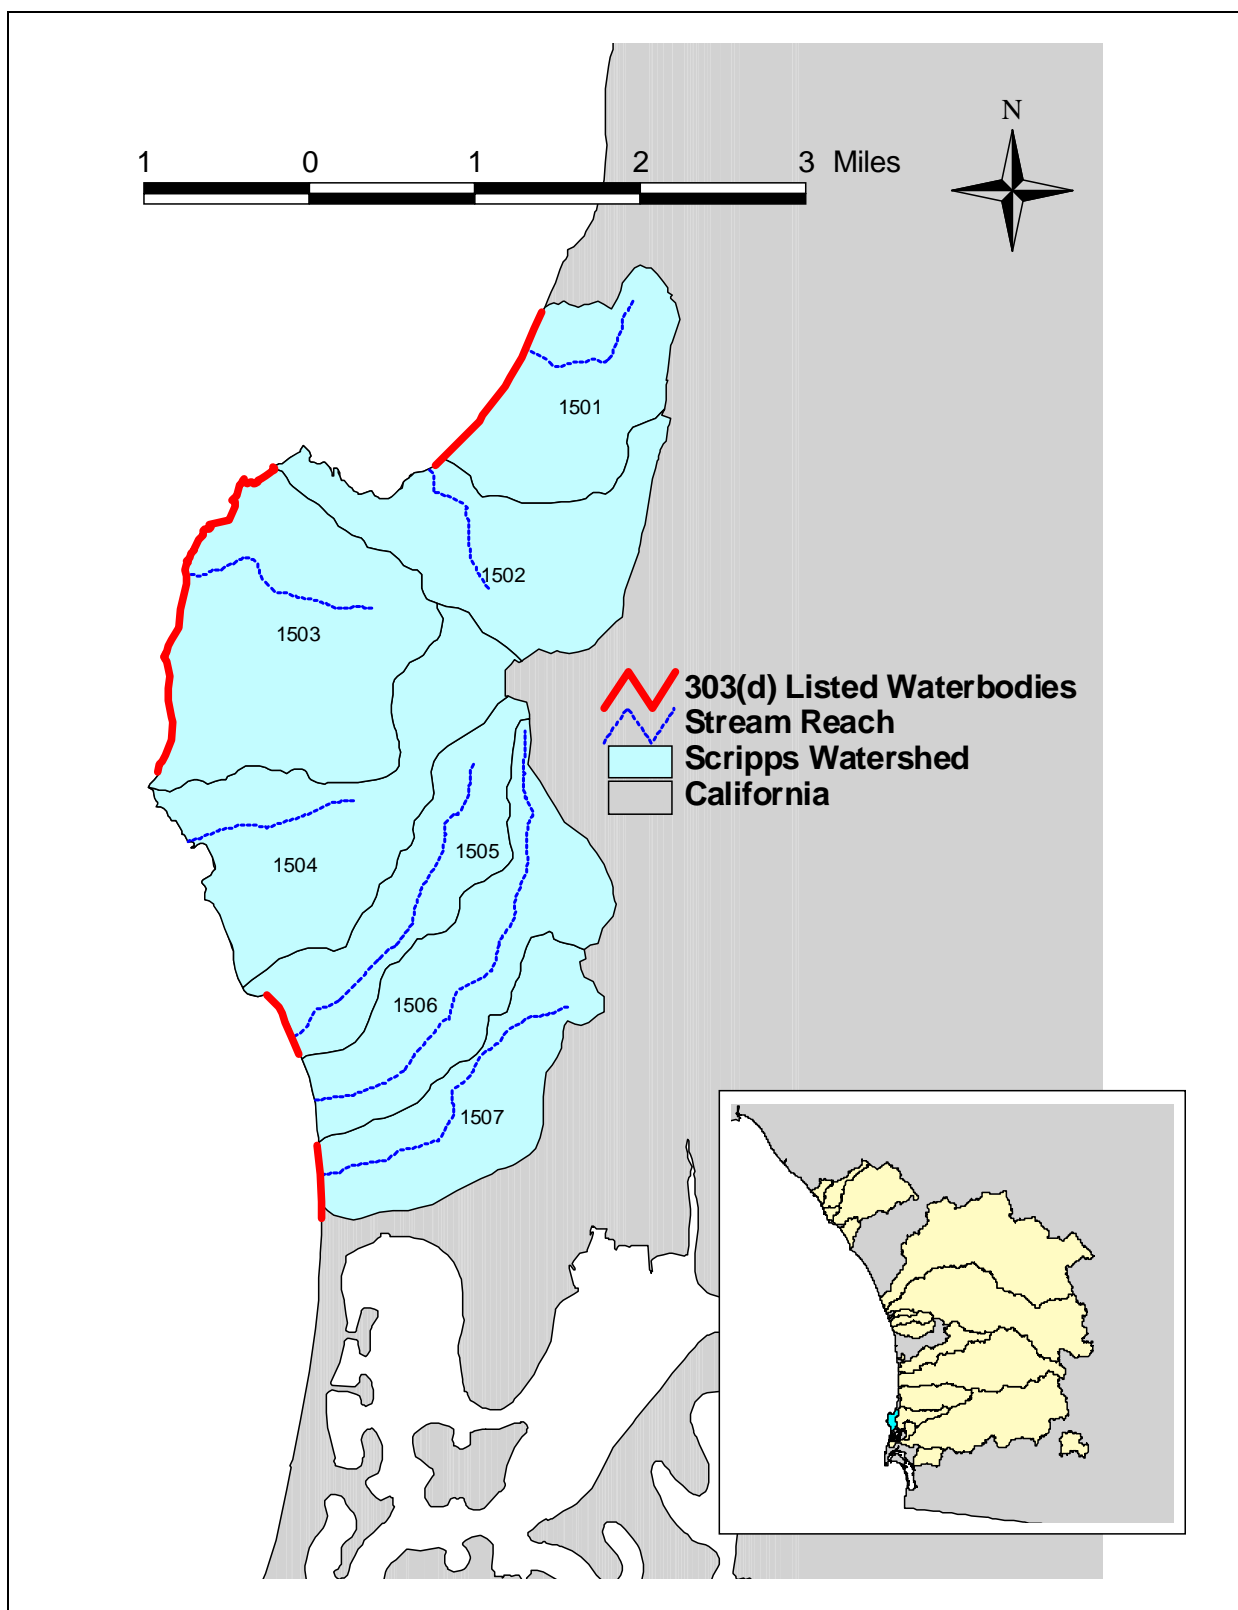 N
1 0 1 2 3 Miles
1501
1502
1503
303(d) Listed Waterbodies
Stream Reach
Scripps Watershed
California
1504
1505
1506
1507